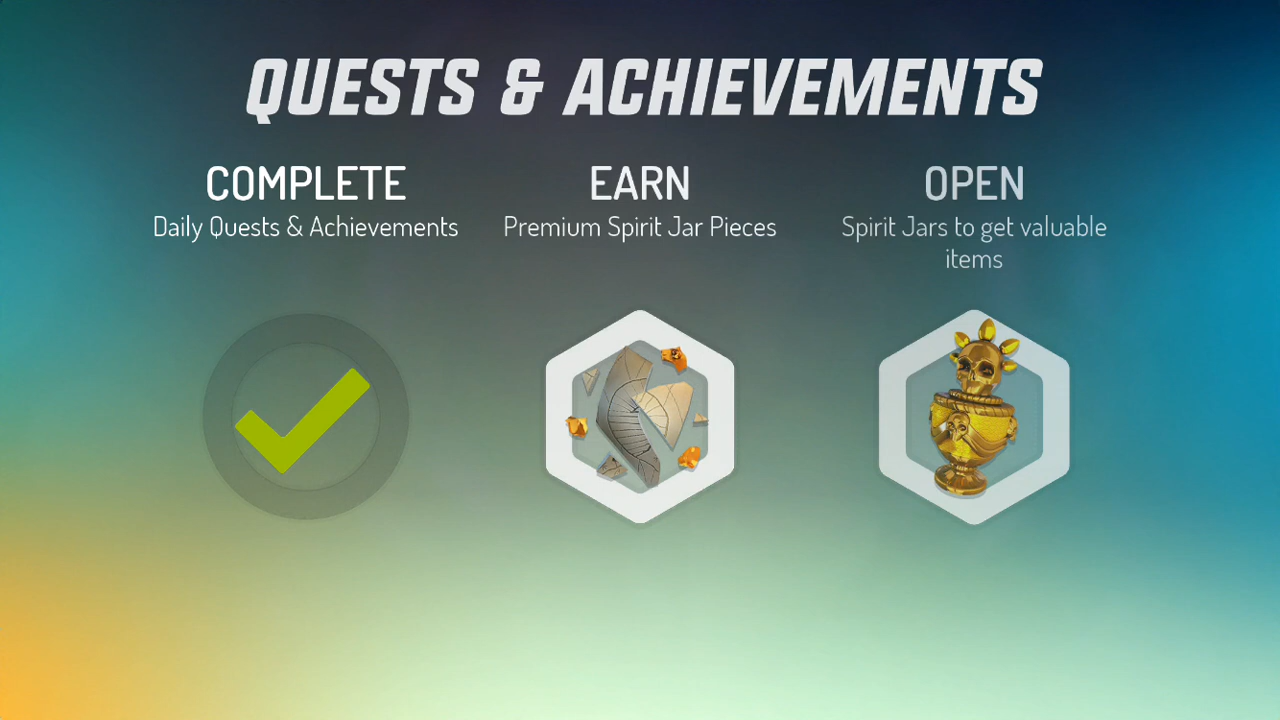 QUESTS & ACHIEVEMENTS
COMPLETE
Daily Quests & Achievements
EARN
Premium Spirit Jar Pieces
OPEN
Spirit Jars to get valuable
items